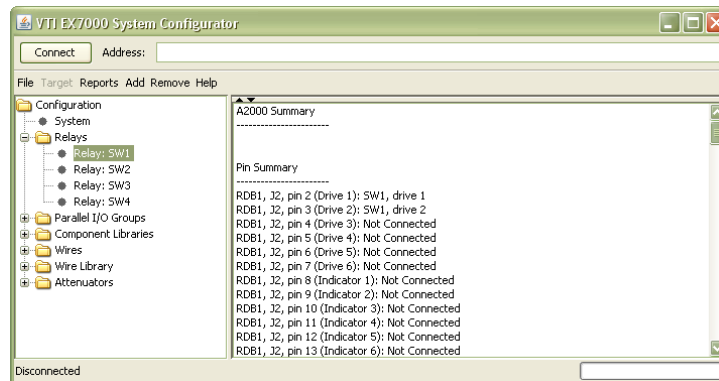 VTI EX7000 System Configurator
Connect Address:
File Target Reports Add Remove Help
Configuration
System
Relays
Relay: SW1
Relay: SW2
Relay: SW3
Relay: SW4
Parallel I/O Groups
Component Libraries
Wires
Wire Library
Attenuators
A2000 Summary
-----------------------
Pin Summary
-----------------------
RDB1, J2, pin 2 (Drive 1): SW1, drive 1
RDB1, J2, pin 3 (Drive 2): SW1, drive 2
RDB1, J2, pin 4 (Drive 3): Not Connected
RDB1, J2, pin 5 (Drive 4): Not Connected
RDB1, J2, pin 6 (Drive 5): Not Connected
RDB1, J2, pin 7 (Drive 6): Not Connected
RDB1, J2, pin 8 (Indicator 1): Not Connected
RDB1, J2, pin 9 (Indicator 2): Not Connected
RDB1, J2, pin 10 (Indicator 3): Not Connected
RDB1, J2, pin 11 (Indicator 4): Not Connected
RDB1, J2, pin 12 (Indicator 5): Not Connected
RDB1, J2, pin 13 (Indicator 6): Not Connected
Disconnected